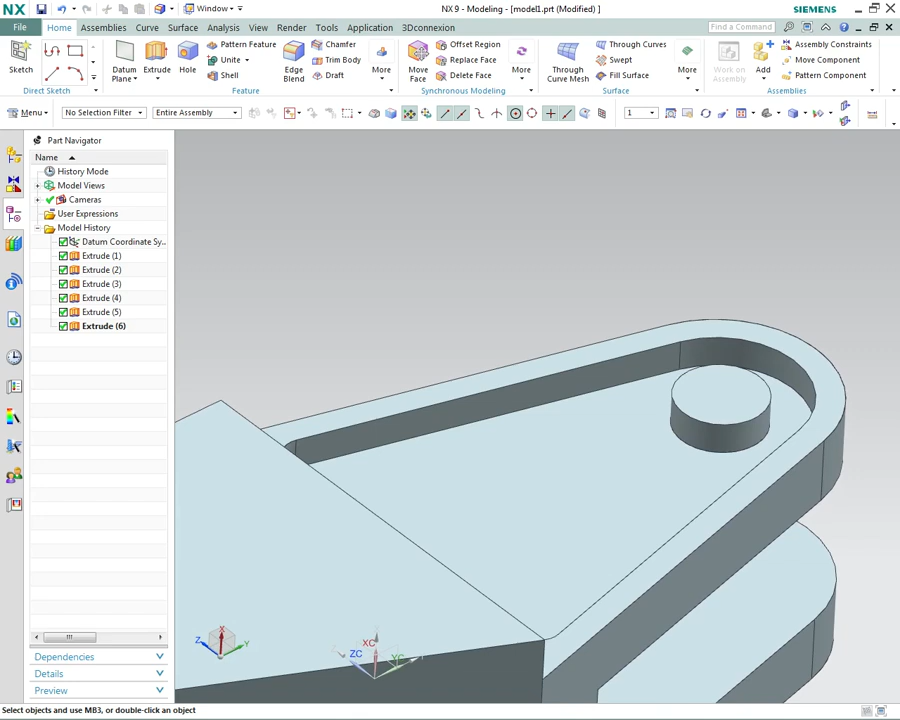 NX
Window
NX 9 - Modeling - [model1.prt (Modified) ]
SIEMENS
File
Home
Assemblies
Curve
Surface
Analysis
View
Render
Tools
Application
3Dconnexion
Find a Command
Sketch
Direct Sketch
Datum Plane
Extrude
Hole
Pattern Feature
Unite
Shell
Edge Blend
Chamfer
Trim Body
Draft
More
Feature
Move Face
Offset Region
Replace Face
Delete Face
More
Synchronous Modeling
Through Curve Mesh
Through Curves
Swept
Fill Surface
More
Surface
Work on Assembly
Add
Assembly Constraints
Move Component
Pattern Component
Assemblies
Menu
No Selection Filter
Entire Assembly
1
Part Navigator
Name
History Mode
Model Views
Cameras
User Expressions
Model History
Datum Coordinate Sy...
Extrude (1)
Extrude (2)
Extrude (3)
Extrude (4)
Extrude (5)
Extrude (6)
Dependencies
Details
Preview
X
Z
Y
XC
ZC
YC
Select objects and use MB3, or double-click an object